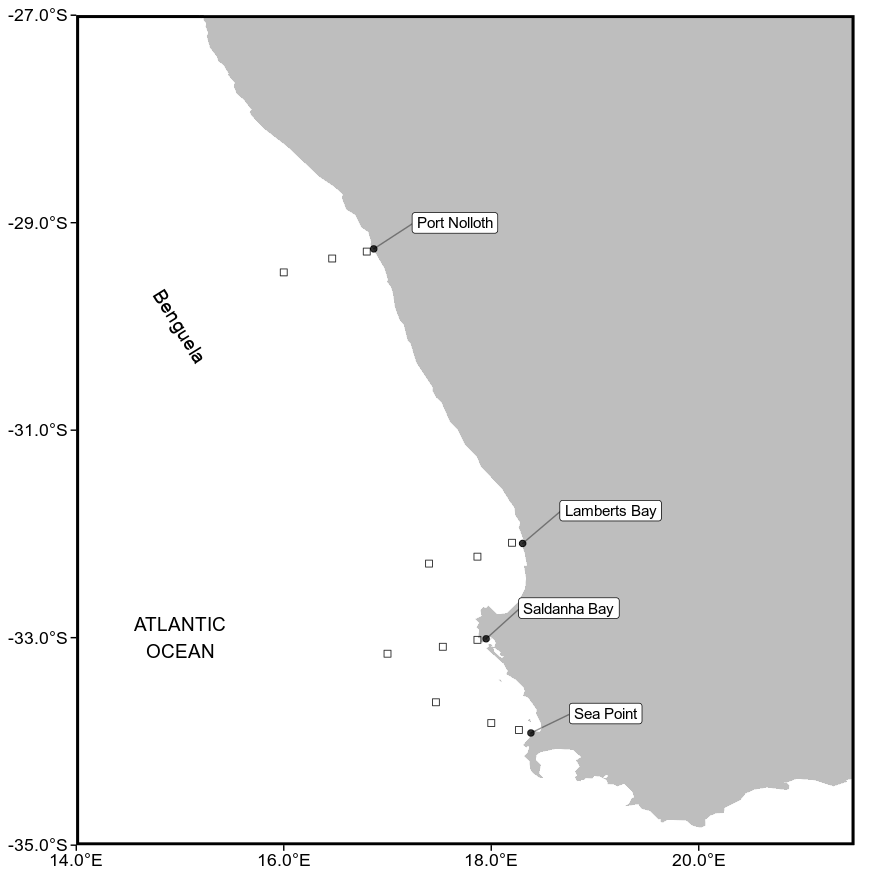 -27.0°S
-29.0°S
Port Nolloth
Benguela
-31.0°S
Lamberts Bay
Saldanha Bay
ATLANTIC
OCEAN
-33.0°S
Sea Point
-35.0°S
14.0°E
16.0°E
18.0°E
20.0°E